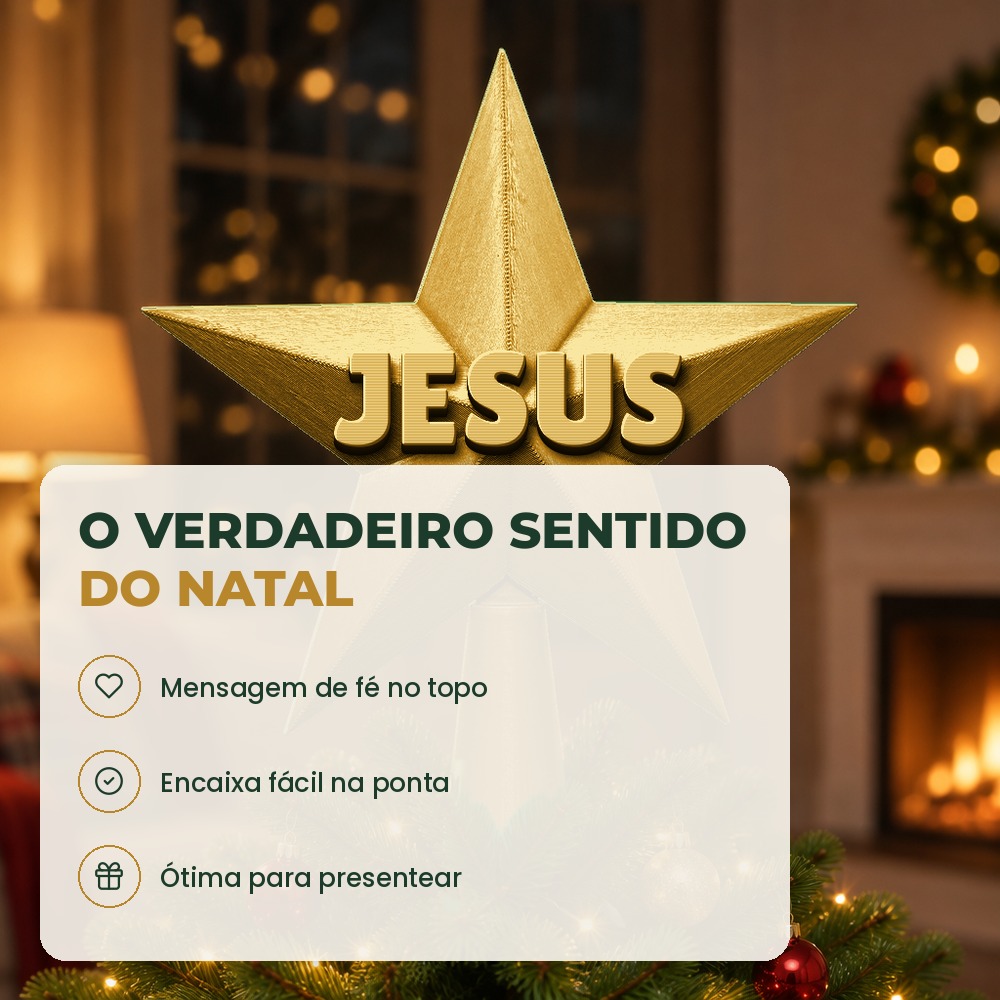 JESUS
O VERDADEIRO SENTIDO
DO NATAL
Mensagem de fé no topo
Encaixa fácil na ponta
Ótima para presentear